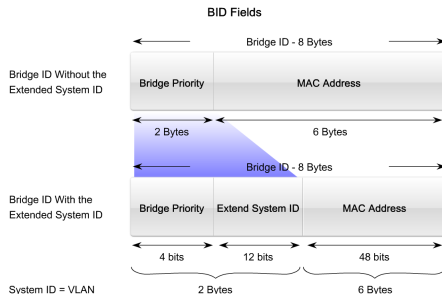 BID Fields
Bridge ID - 8 Bytes
Bridge ID Without the
Extended System ID
Bridge Priority
MAC Address
2 Bytes
6 Bytes
Bridge ID - 8 Bytes
Bridge ID With the
Extended System ID
Bridge Priority
Extend System ID
MAC Address
4 bits
12 bits
48 bits
System ID = VLAN
2 Bytes
6 Bytes